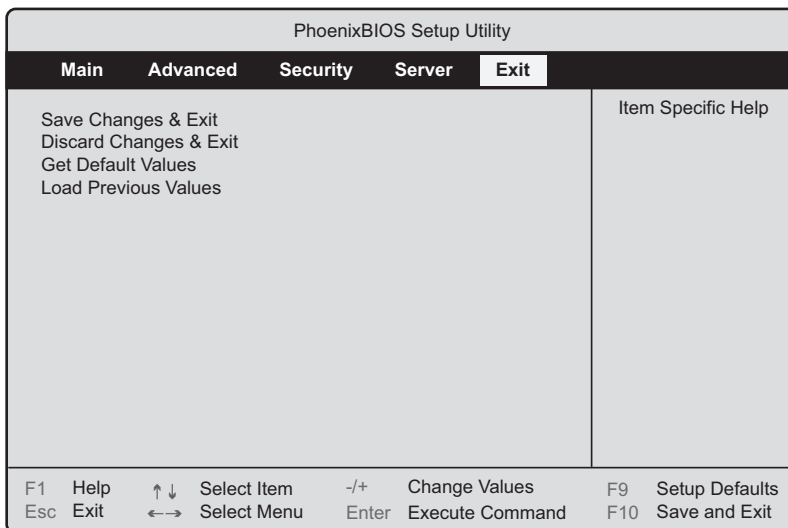 PhoenixBIOS Setup Utility
Main Advanced Security Server Exit
Save Changes & Exit
Discard Changes & Exit
Get Default Values
Load Previous Values
Item Specific Help
F1 Help ↑↓ Select Item -/+ Change Values F9 Setup Defaults
Esc Exit ←→ Select Menu Enter Execute Command F10 Save and Exit